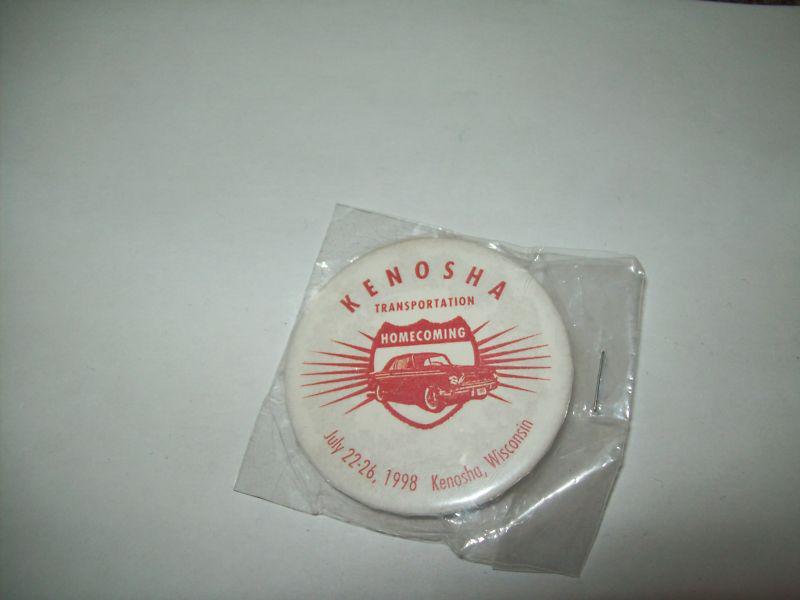 KENOSHA
TRANSPORTATION
HOMECOMING
July 22-26, 1998 Kenosha, Wisconsin